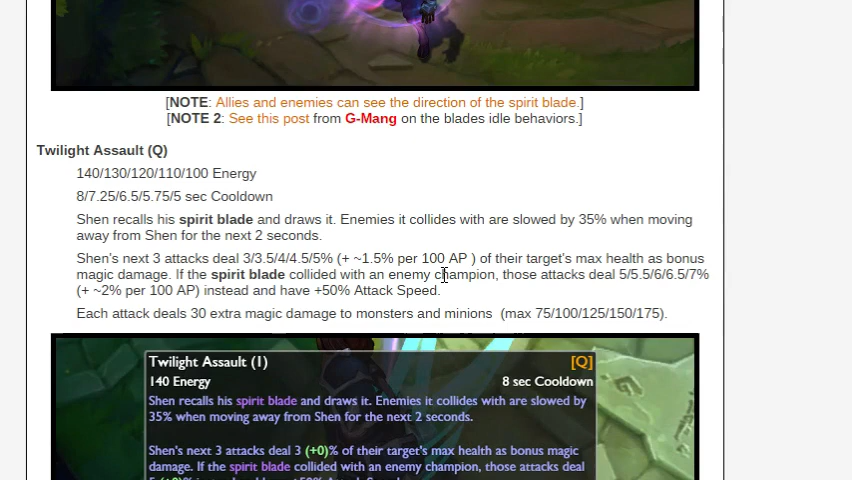 [NOTE: Allies and enemies can see the direction of the spirit blade.]
[NOTE 2: See this post from G-Mang on the blades idle behaviors.]
Twilight Assault (Q)
140/130/120/110/100 Energy
8/7.25/6.5/5.75/5 sec Cooldown
Shen recalls his spirit blade and draws it. Enemies it collides with are slowed by 35% when moving
away from Shen for the next 2 seconds.
Shen's next 3 attacks deal 3/3.5/4/4.5/5% (+ ~1.5% per 100 AP ) of their target's max health as bonus
magic damage. If the spirit blade collided with an enemy champion, those attacks deal 5/5.5/6/6.5/7%
(+ ~2% per 100 AP) instead and have +50% Attack Speed.
Each attack deals 30 extra magic damage to monsters and minions (max 75/100/125/150/175).
Twilight Assault (1) [Q]
140 Energy 8 sec Cooldown
Shen recalls his spirit blade and draws it. Enemies it collides with are slowed by
35% when moving away from Shen for the next 2 seconds.
Shen's next 3 attacks deal 3 (+0)% of their target's max health as bonus magic
damage. If the spirit blade collided with an enemy champion, those attacks deal